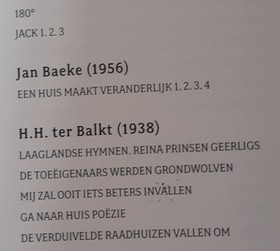 180°
JACK 1. 2. 3
Jan Baeke (1956)
EEN HUIS MAAKT VERANDERLIJK 1. 2. 3. 4
H.H. ter Balkt (1938)
LAAGLANDSE HYMNEN. REINA PRINSEN GEERLIGS
DE TOEËIGENAARS WERDEN GRONDWOLVEN
MIJ ZAL OOIT IETS BETERS INVALLEN
GA NAAR HUIS POËZIE
DE VERDUIVELDE RAADHUIZEN VALLEN OM